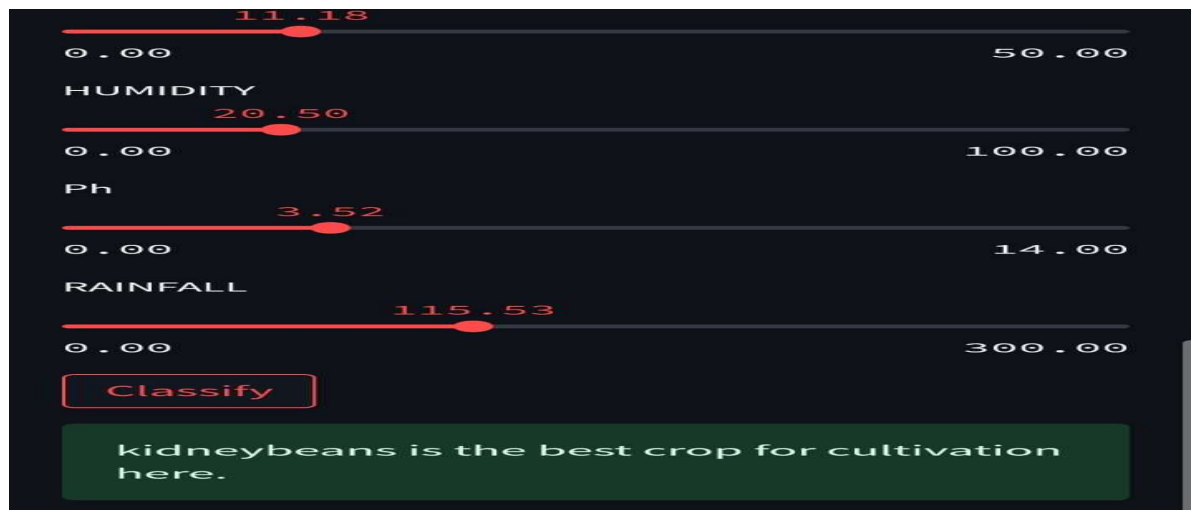 11.18
0.00 50.00
HUMIDITY
20.50
0.00 100.00
Ph
3.52
0.00 14.00
RAINFALL
115.53
0.00 300.00
Classify
kidneybeans is the best crop for cultivation
here.